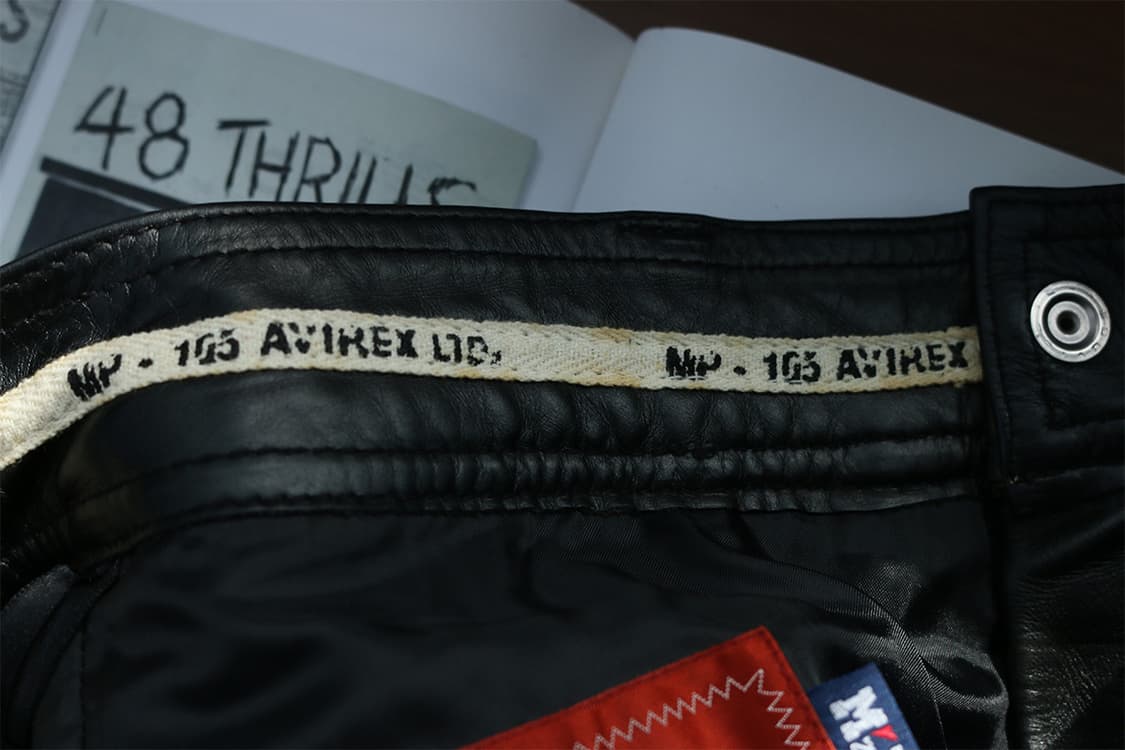 48 THRILLS
MP - 105 AVIREX LTD. MP - 105 AVIREX
M